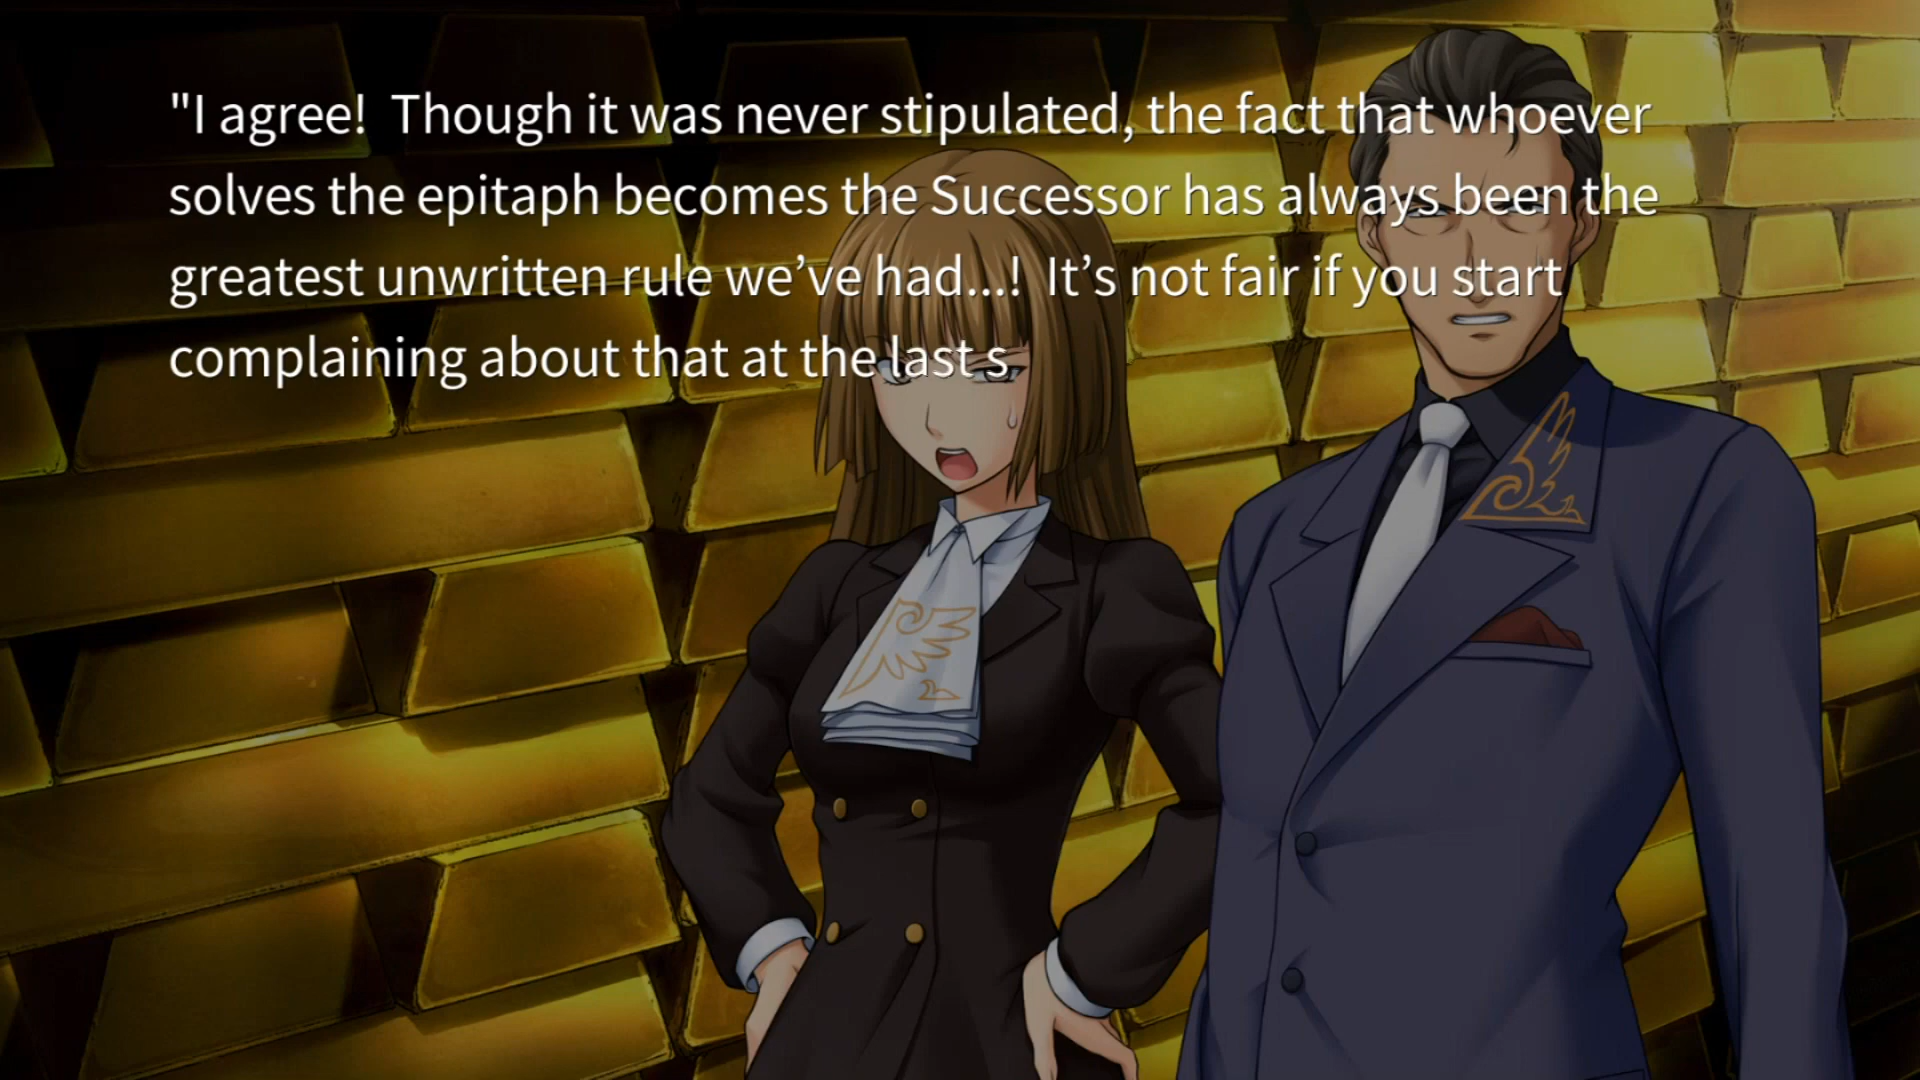 "I agree!  Though it was never stipulated, the fact that whoever
solves the epitaph becomes the Successor has always been the
greatest unwritten rule we’ve had...!  It’s not fair if you start
complaining about that at the last s